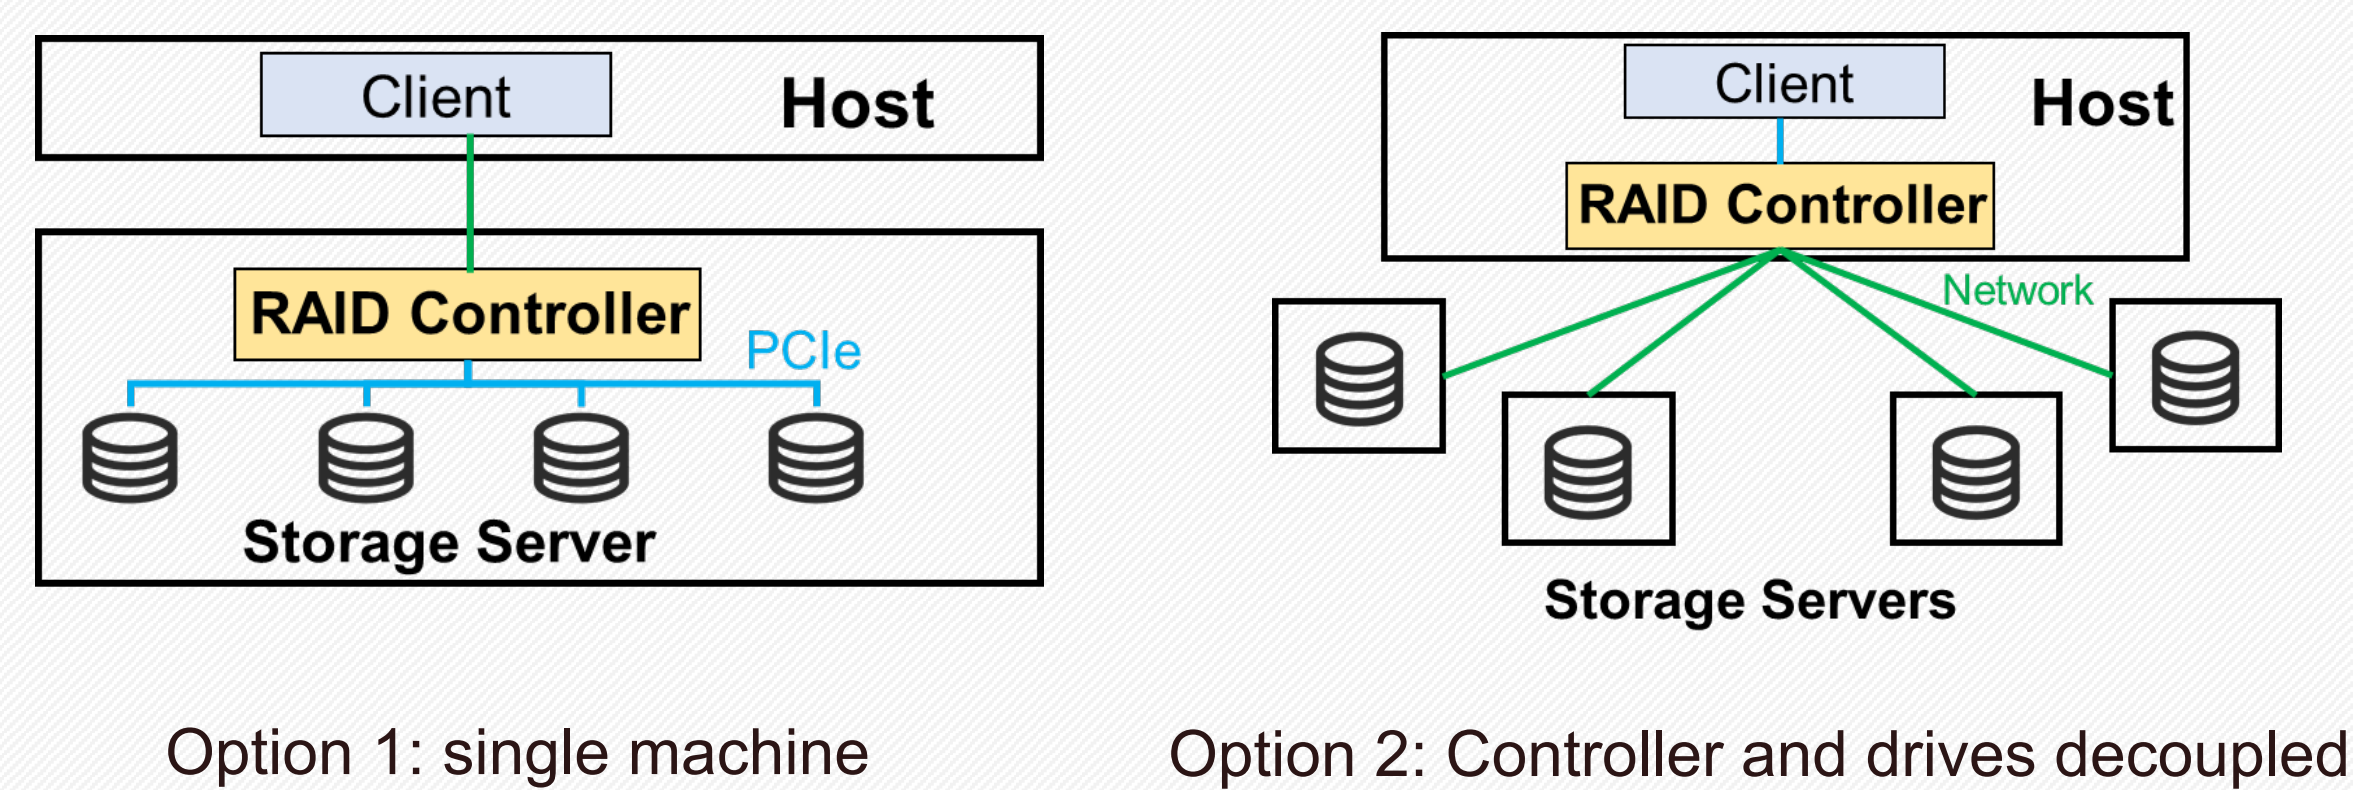 Client
Host
RAID Controller
PCIe
Storage Server
Option 1: single machine
Client
Host
RAID Controller
Network
Storage Servers
Option 2: Controller and drives decoupled